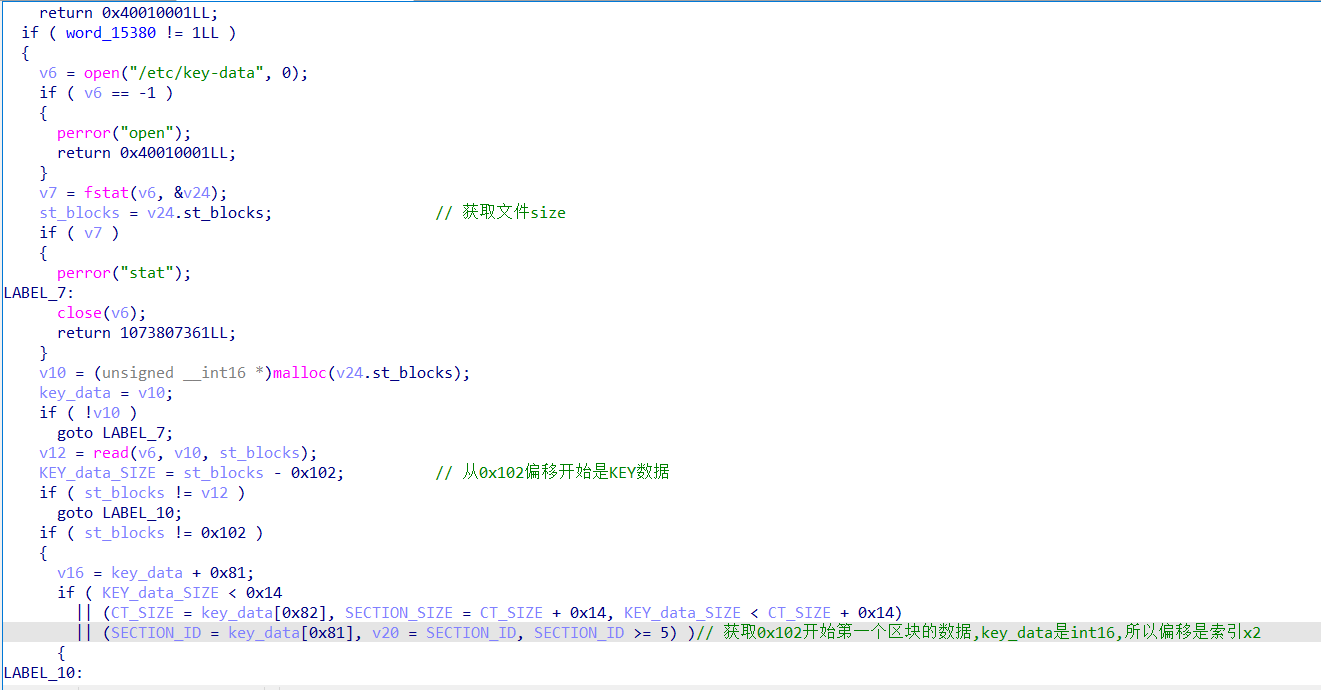 return 0x40010001LL;
if ( word_15380 != 1LL )
{
v6 = open("/etc/key-data", 0);
if ( v6 == -1 )
{
perror("open");
return 0x40010001LL;
}
v7 = fstat(v6, &v24);
st_blocks = v24.st_blocks; // 获取文件size
if ( v7 )
{
perror("stat");
LABEL_7:
close(v6);
return 1073807361LL;
}
v10 = (unsigned __int16 *)malloc(v24.st_blocks);
key_data = v10;
if ( !v10 )
goto LABEL_7;
v12 = read(v6, v10, st_blocks);
KEY_data_SIZE = st_blocks - 0x102; // 从0x102偏移开始是KEY数据
if ( st_blocks != v12 )
goto LABEL_10;
if ( st_blocks != 0x102 )
{
v16 = key_data + 0x81;
if ( KEY_data_SIZE < 0x14
|| (CT_SIZE = key_data[0x82], SECTION_SIZE = CT_SIZE + 0x14, KEY_data_SIZE < CT_SIZE + 0x14)
|| (SECTION_ID = key_data[0x81], v20 = SECTION_ID, SECTION_ID >= 5) )// 获取0x102开始第一个区块的数据,key_data是int16,所以偏移是索引x2
{
LABEL_10: